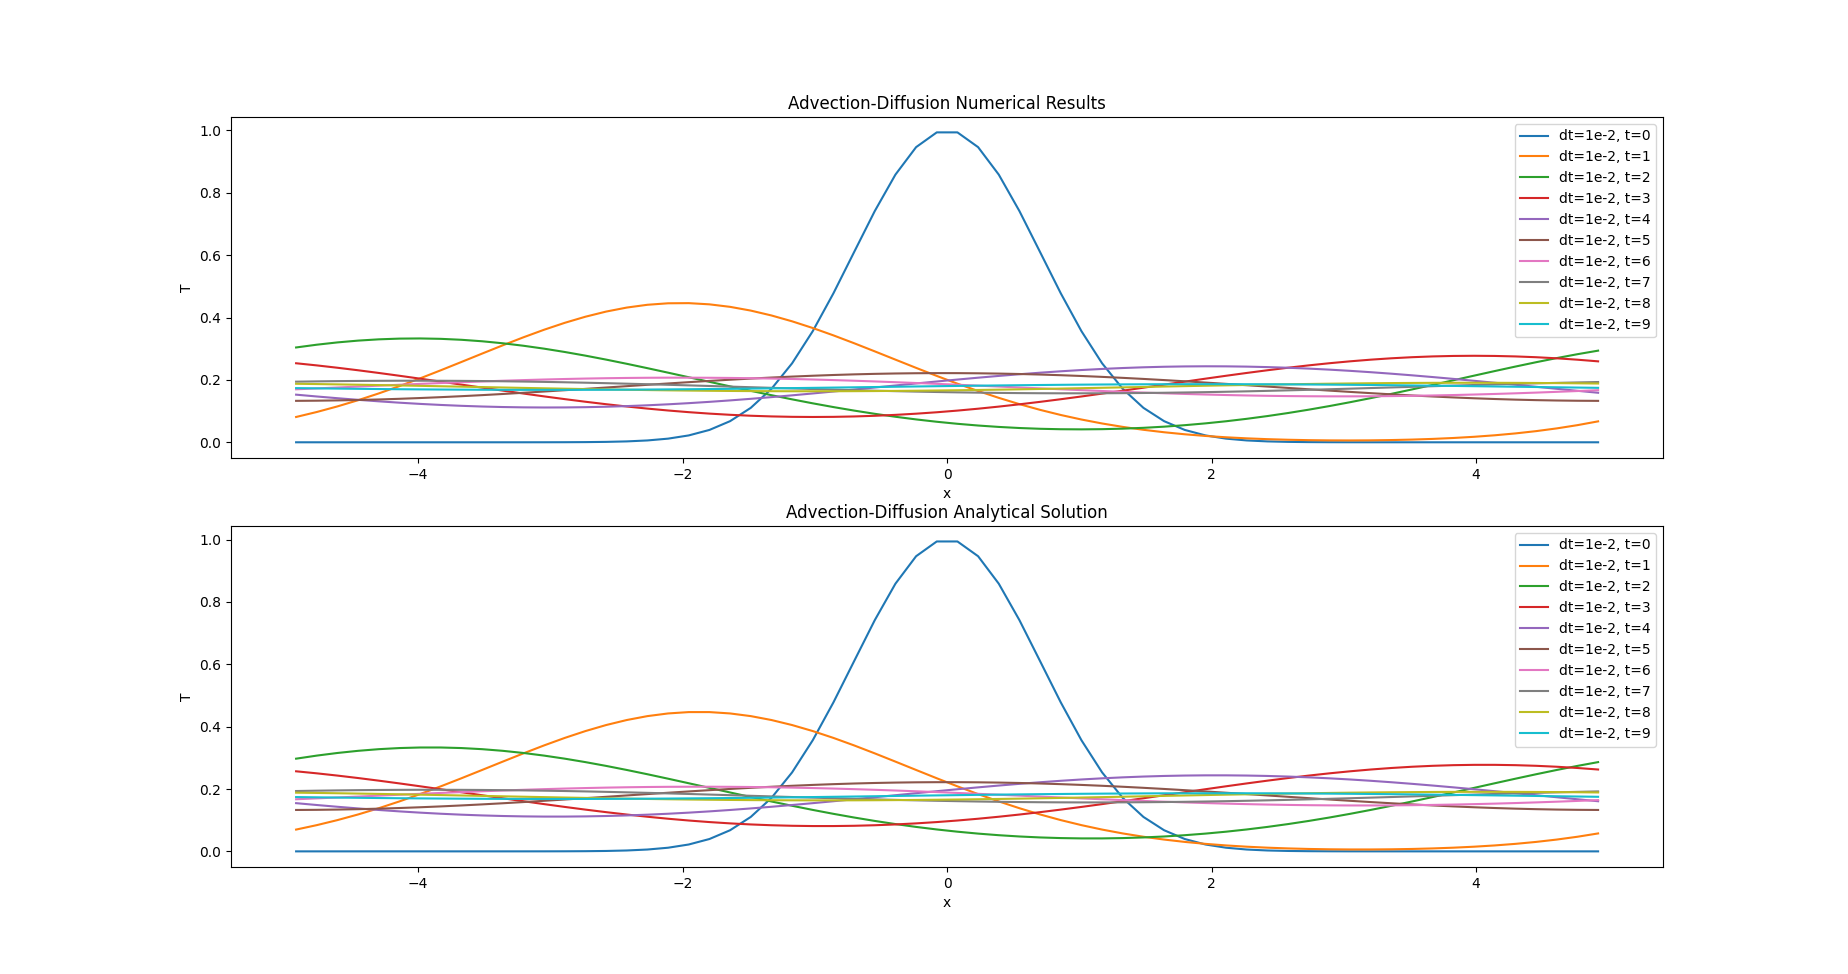 Advection-Diffusion Numerical Results
1.0
0.8
0.6
0.4
0.2
0.0
T
−4
−2
0
2
4
x
dt=1e-2, t=0
dt=1e-2, t=1
dt=1e-2, t=2
dt=1e-2, t=3
dt=1e-2, t=4
dt=1e-2, t=5
dt=1e-2, t=6
dt=1e-2, t=7
dt=1e-2, t=8
dt=1e-2, t=9
Advection-Diffusion Analytical Solution
1.0
0.8
0.6
0.4
0.2
0.0
T
−4
−2
0
2
4
x
dt=1e-2, t=0
dt=1e-2, t=1
dt=1e-2, t=2
dt=1e-2, t=3
dt=1e-2, t=4
dt=1e-2, t=5
dt=1e-2, t=6
dt=1e-2, t=7
dt=1e-2, t=8
dt=1e-2, t=9